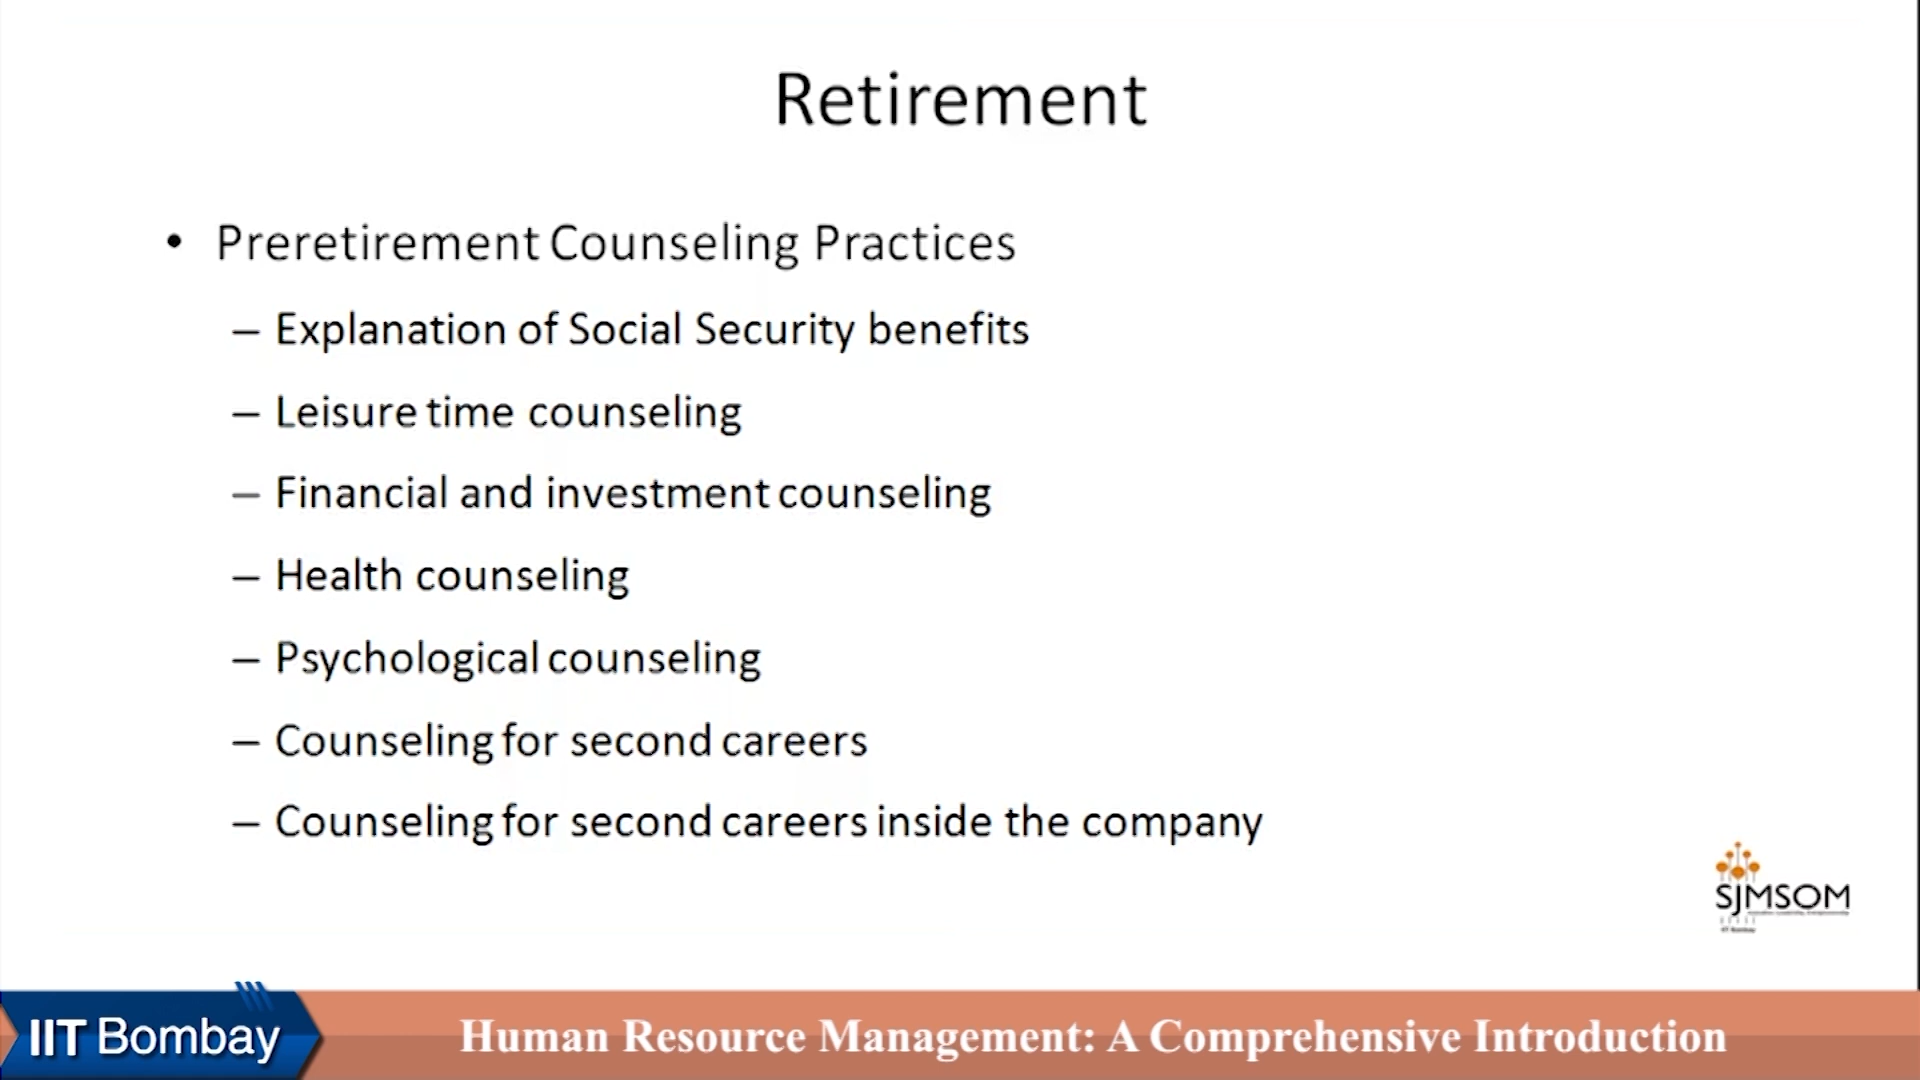 Retirement
• Preretirement Counseling Practices
– Explanation of Social Security benefits
– Leisure time counseling
– Financial and investment counseling
– Health counseling
– Psychological counseling
– Counseling for second careers
– Counseling for second careers inside the company
SJMSOM
IIT Bombay
IIT Bombay
Human Resource Management: A Comprehensive Introduction